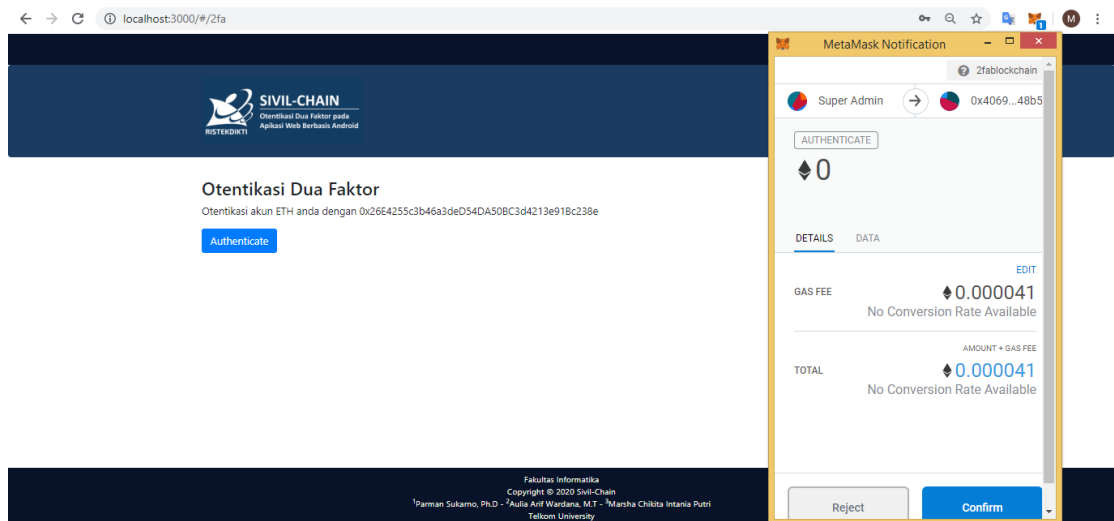 localhost:3000/#/2fa
1
M
SIVIL-CHAIN
Otentikasi Dua Faktor pada
Aplikasi Web Berbasis Android
RISTEKDIKTI
Otentikasi Dua Faktor
Otentikasi akun ETH anda dengan 0x26E4255c3b46a3deD54DA50BC3d4213e91Bc238e
Authenticate
MetaMask Notification
2fablockchain
Super Admin
0x4069...48b5
AUTHENTICATE
0
DETAILS DATA
EDIT
GAS FEE 0.000041
No Conversion Rate Available
AMOUNT + GAS FEE
TOTAL 0.000041
No Conversion Rate Available
Reject Confirm
Fakultas Informatika
Copyright © 2020 Sivil-Chain
1Parman Sukarno, Ph.D - 2Aulia Arif Wardana, M.T - 3Marsha Chikita Intania Putri
Telkom University